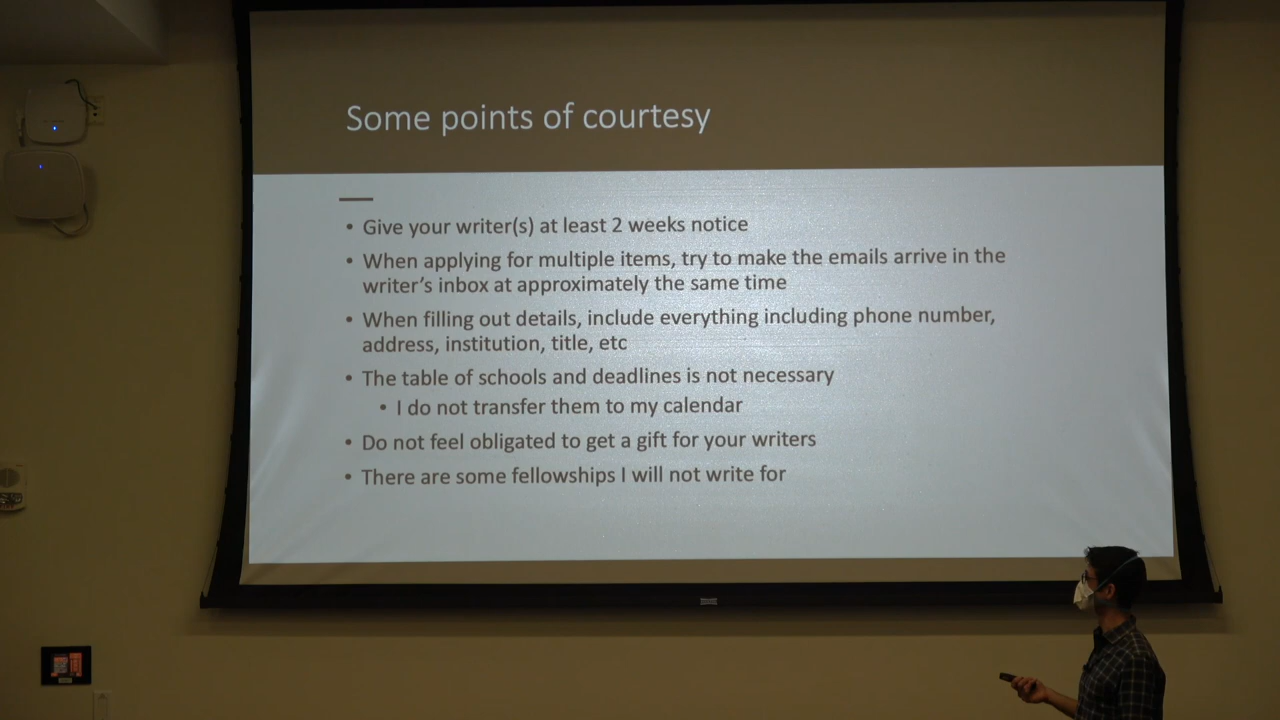 Some points of courtesy
• Give your writer(s) at least 2 weeks notice
• When applying for multiple items, try to make the emails arrive in the
writer's inbox at approximately the same time
• When filling out details, include everything including phone number,
address, institution, title, etc
• The table of schools and deadlines is not necessary
• I do not transfer them to my calendar
• Do not feel obligated to get a gift for your writers
• There are some fellowships I will not write for